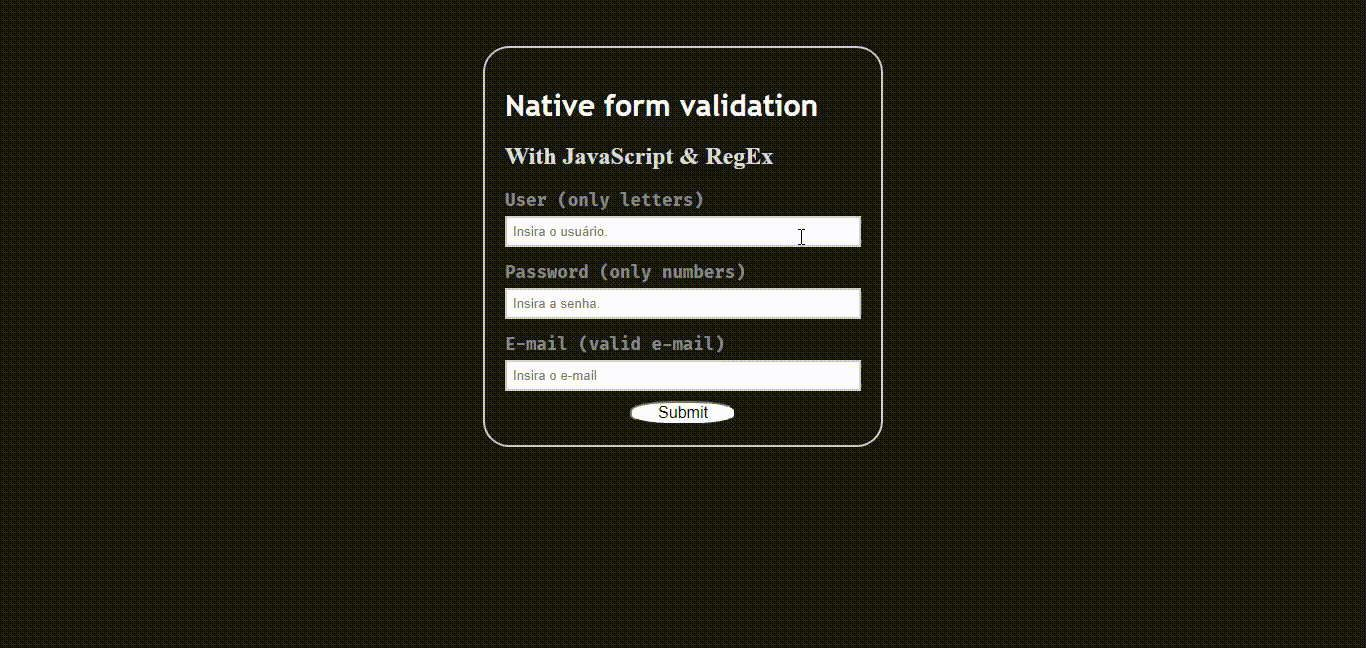 Native form validation
With JavaScript & RegEx
User (only letters)
Insira o usuário.
Password (only numbers)
Insira a senha.
E-mail (valid e-mail)
Insira o e-mail
Submit